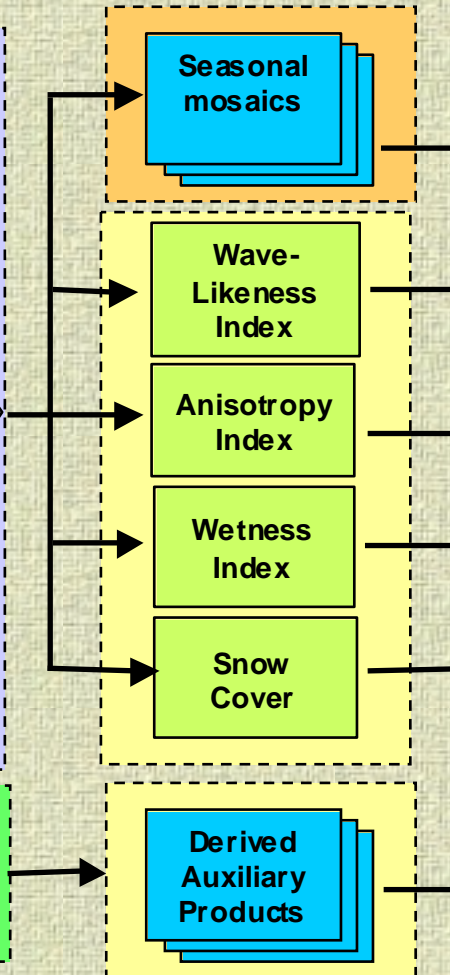 Seasonal
mosaics
Wave-
Likeness
Index
Anisotropy
Index
Wetness
Index
Snow
Cover
Derived
Auxiliary
Products